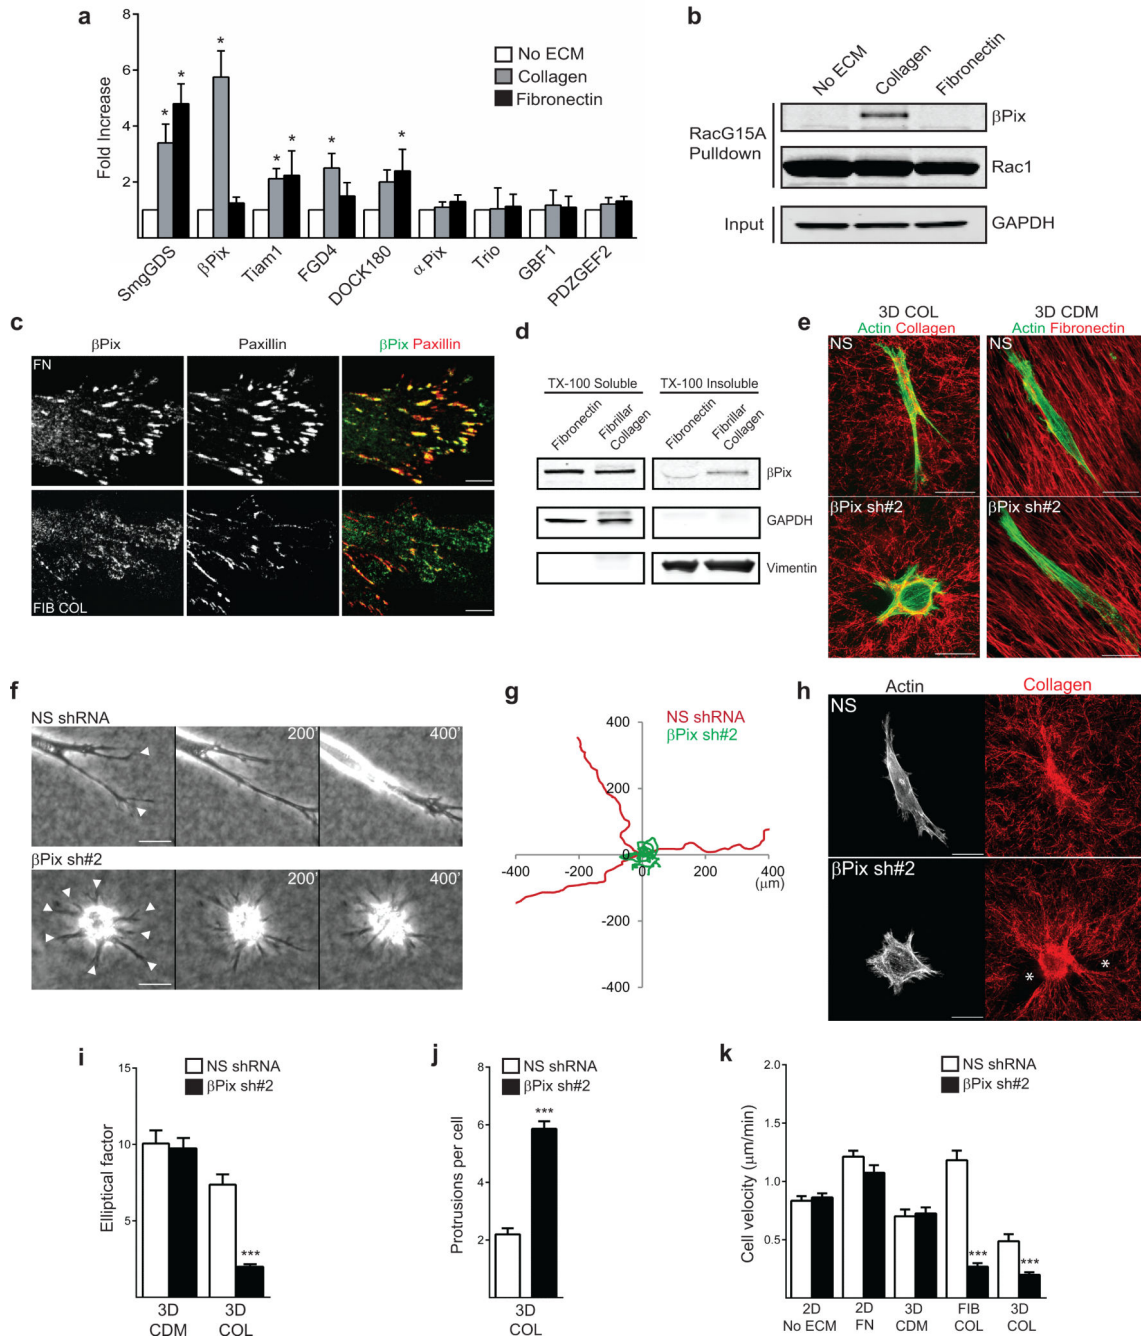 a
8
6
4
2
Fold Increase
No ECM
Collagen
Fibronectin
*
*
*
*
*
*
*
SmgGDS
βPix
Tiam1
FGD4
DOCK180
αPix
Trio
GBF1
PDZGEF2
b
No ECM
Collagen
Fibronectin
RacG15A
Pulldown
Input
βPix
Rac1
GAPDH
c
βPix
Paxillin
βPix Paxillin
FN
FIB COL
d
TX-100 Soluble
TX-100 Insoluble
Fibronectin
Fibrillar
Collagen
Fibronectin
Fibrillar
Collagen
βPix
GAPDH
Vimentin
e
3D COL
Actin Collagen
3D CDM
Actin Fibronectin
NS
NS
βPix sh#2
βPix sh#2
f
NS shRNA
200'
400'
βPix sh#2
200'
400'
g
NS shRNA
βPix sh#2
400
200
0
-200
-400
-400
-200
0
200
400
(μm)
h
Actin
Collagen
NS
βPix sh#2
*
*
i
NS shRNA
βPix sh#2
15
10
5
Elliptical factor
***
3D
CDM
3D
COL
j
NS shRNA
βPix sh#2
8
6
4
2
Protrusions per cell
***
3D
COL
k
NS shRNA
βPix sh#2
2.0
1.5
1.0
0.5
Cell velocity (μm/min)
***
***
2D
No ECM
2D
FN
3D
CDM
FIB
COL
3D
COL